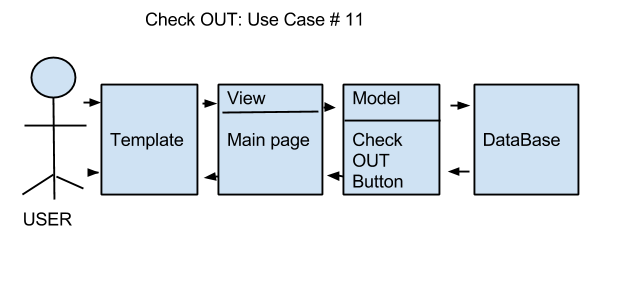 Check OUT: Use Case # 11
Template
View
Main page
Model
Check
OUT
Button
DataBase
USER